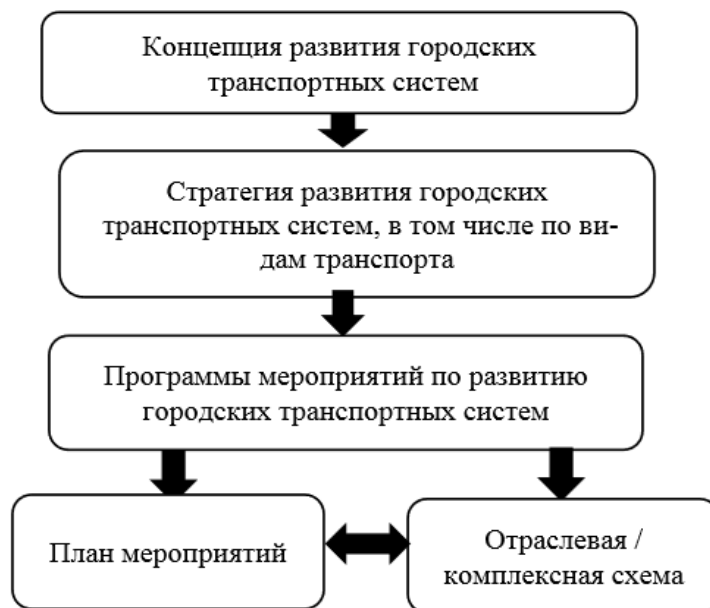 Концепция развития городских
транспортных систем
Стратегия развития городских
транспортных систем, в том числе по ви-
дам транспорта
Программы мероприятий по развитию
городских транспортных систем
План мероприятий
Отраслевая /
комплексная схема